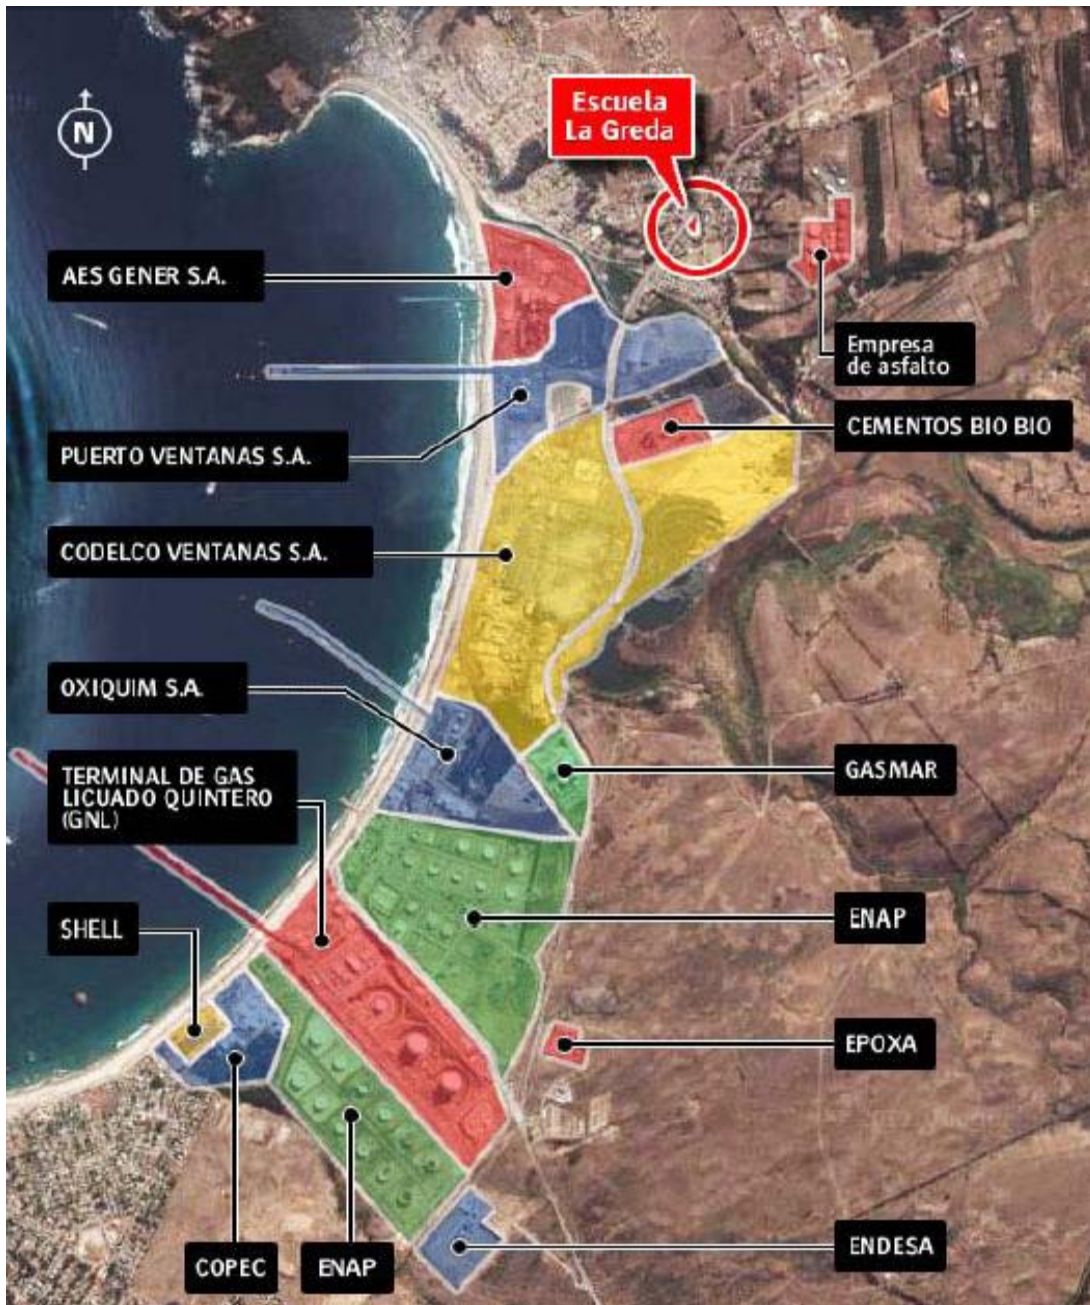 Escuela
La Greda
N
AES GENER S.A.
Empresa
de asfalto
CEMENTOS BIO BIO
PUERTO VENTANAS S.A.
CODELCO VENTANAS S.A.
OXIQUIM S.A.
TERMINAL DE GAS
LICUADO QUINTERO
(GNL)
GASMAR
SHELL
ENAP
EPOXA
COPEC
ENAP
ENDESA